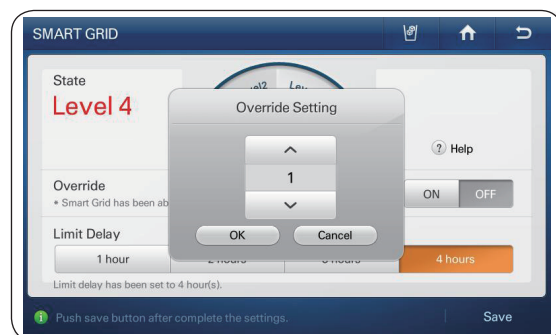 SMART GRID
State
Level 4
Override Setting
? Help
1
Override
* Smart Grid has been ab
ON OFF
OK Cancel
Limit Delay
1 hour 4 hours
Limit delay has been set to 4 hour(s).
Push save button after complete the settings.
Save